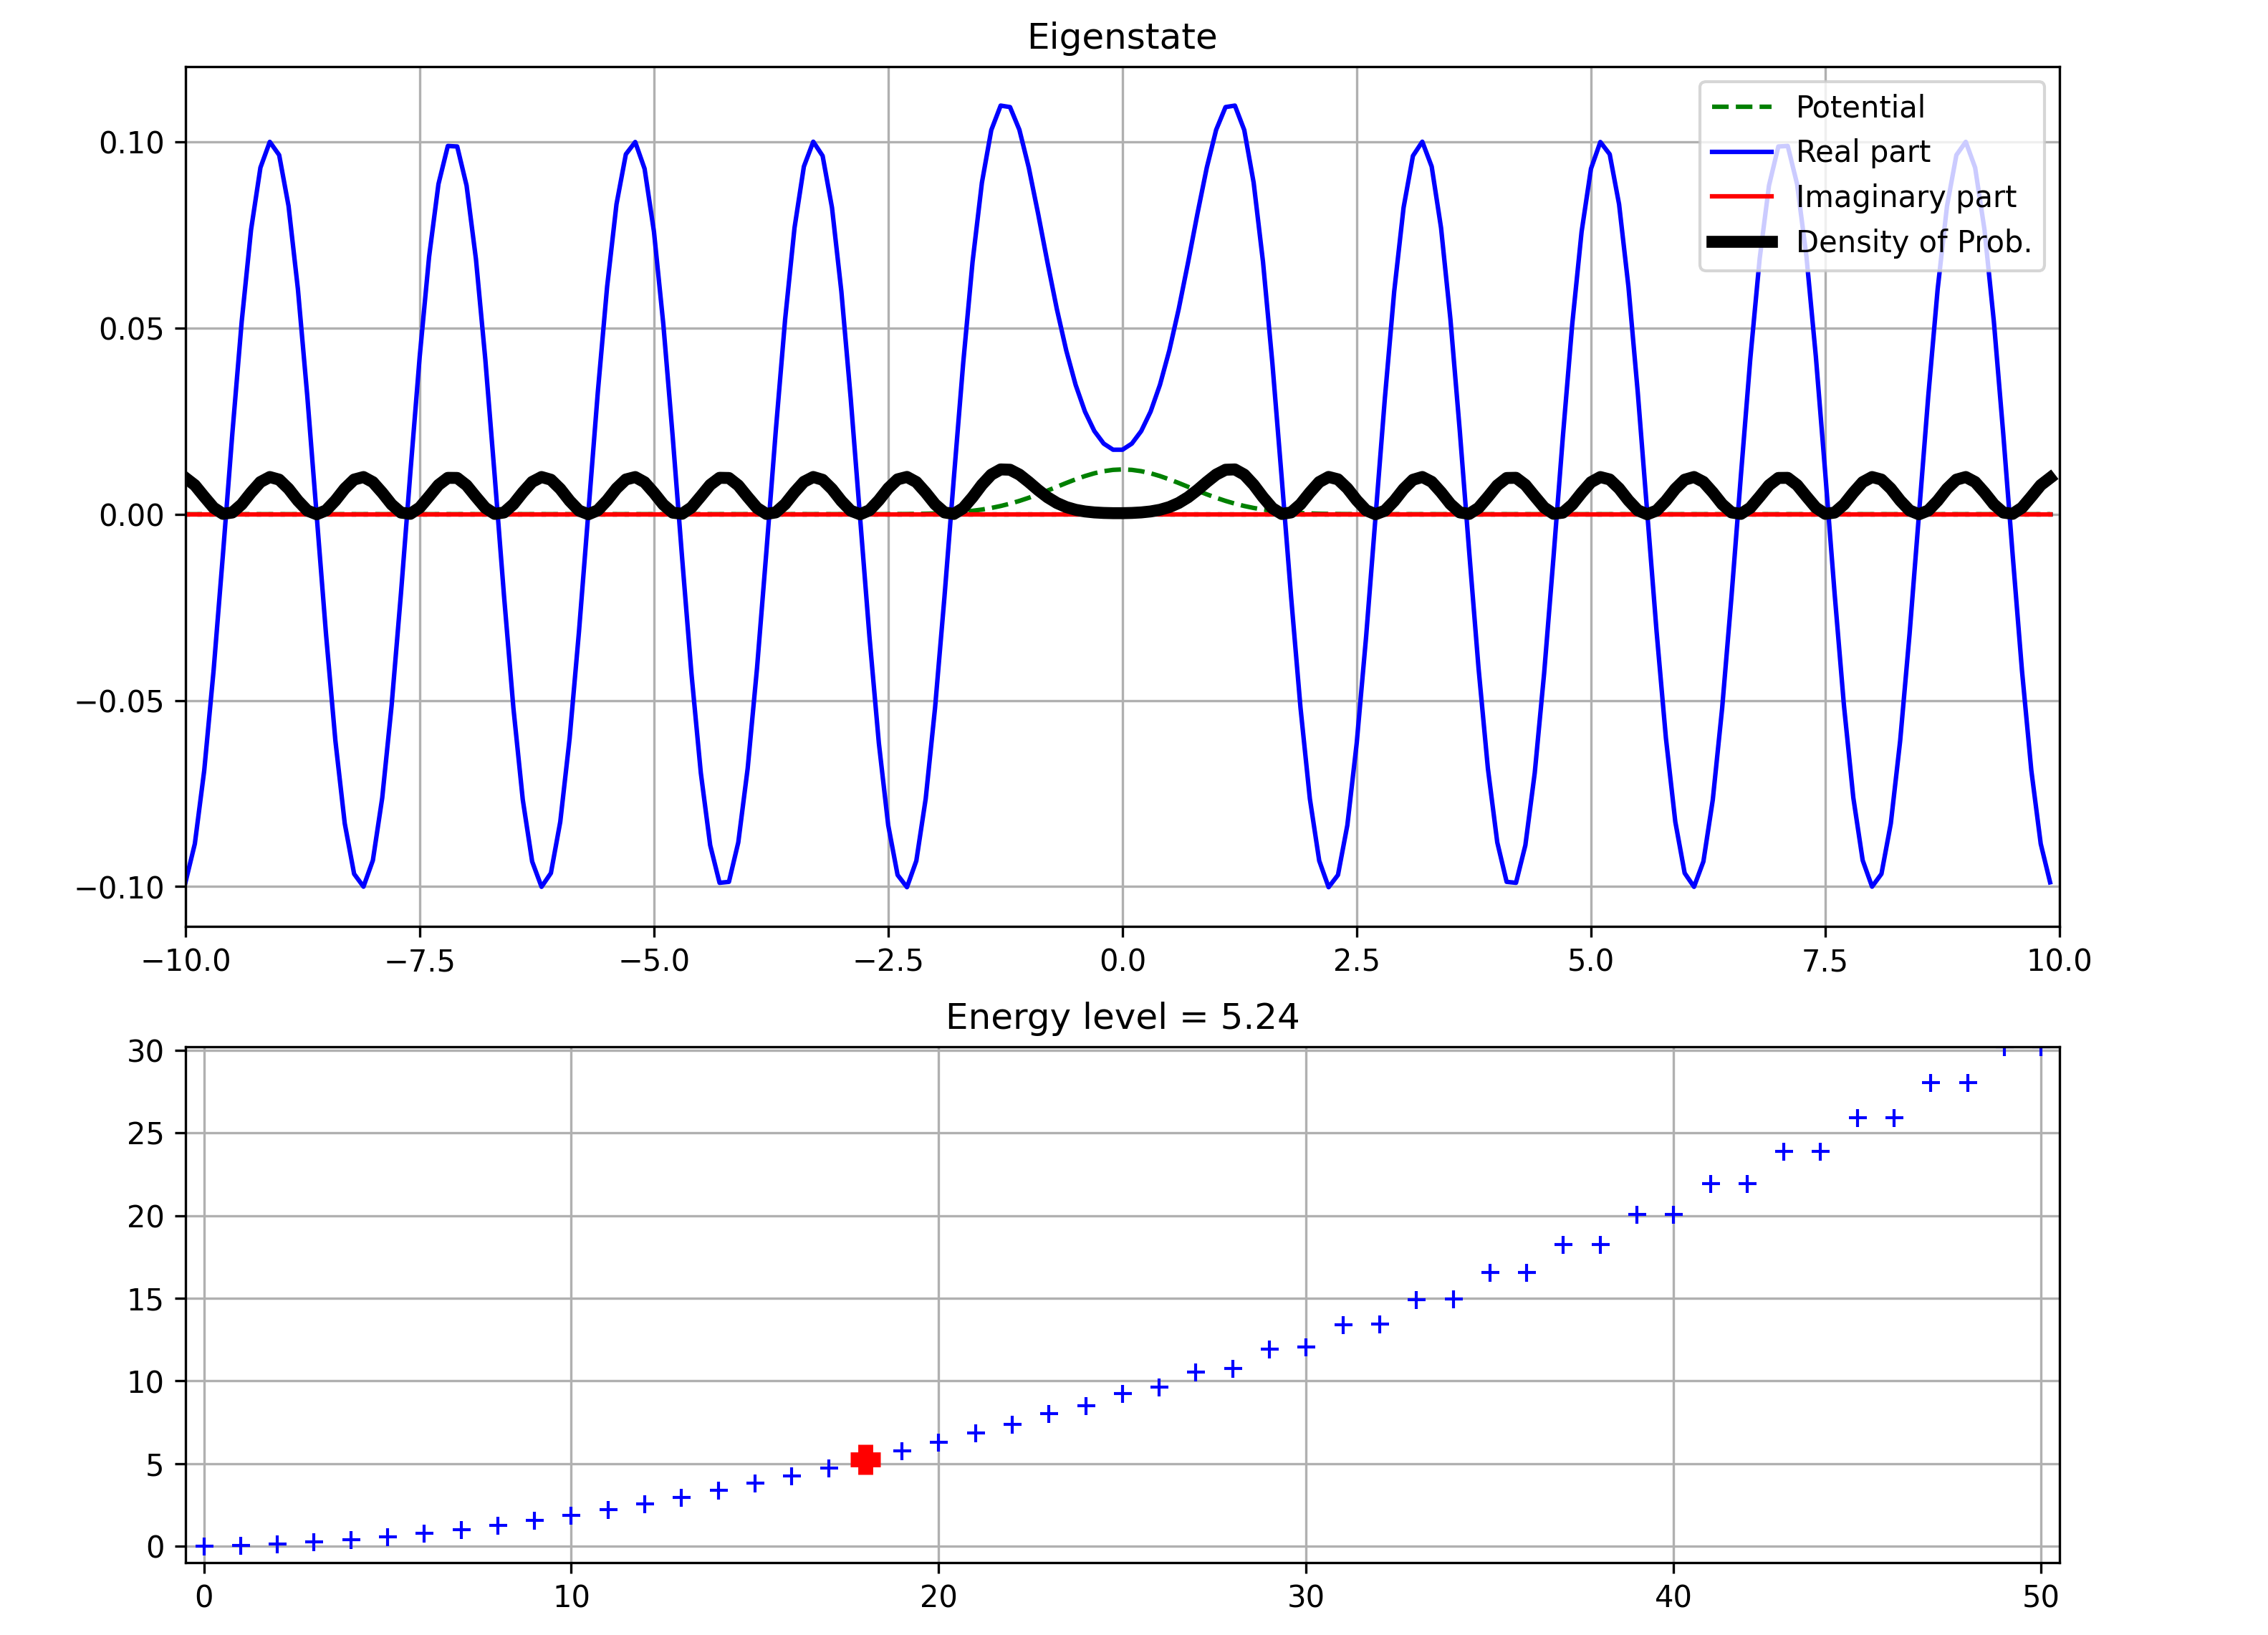 Eigenstate
Potential
Real part
Imaginary part
Density of Prob.
0.10
0.05
0.00
−0.05
−0.10
−10.0 −7.5 −5.0 −2.5 0.0 2.5 5.0 7.5 10.0
Energy level = 5.24
30
25
20
15
10
5
0
0 10 20 30 40 50